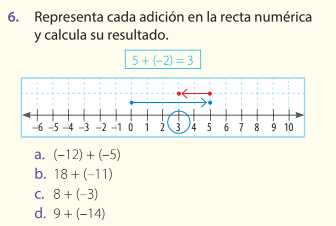 6. Representa cada adición en la recta numérica
y calcula su resultado.
5 + (–2) = 3
–6 –5 –4 –3 –2 –1 0 1 2 3 4 5 6 7 8 9 10
a. (–12) + (–5)
b. 18 + (–11)
c. 8 + (–3)
d. 9 + (–14)